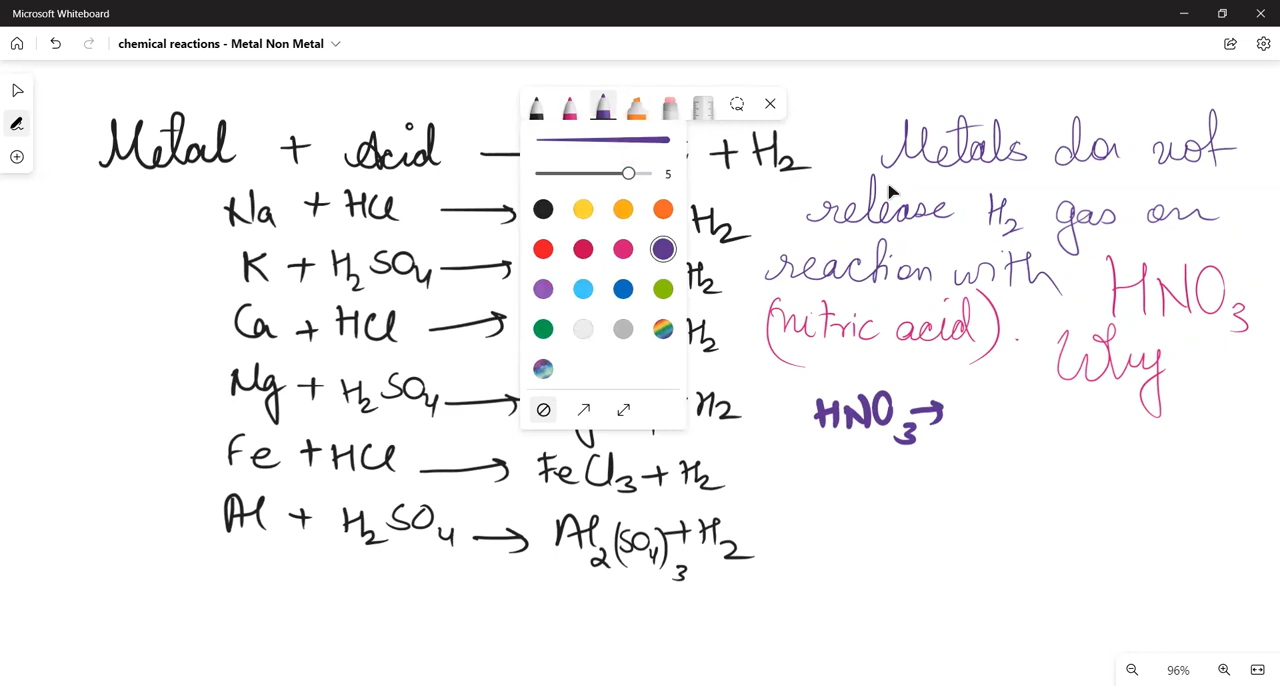 Microsoft Whiteboard
chemical reactions - Metal Non Metal
Metal + Acid — + H₂
Na + HCl → H₂
K + H₂SO₄ → H₂
Ca + HCl → H₂
Mg + H₂SO₄ → H₂
Fe + HCl → FeCl₃ + H₂
Al + H₂SO₄ → Al₂(SO₄)₃ + H₂
5
Metals do not
release H₂ gas on
reaction with HNO₃
(nitric acid). Why
HNO₃ →
96%